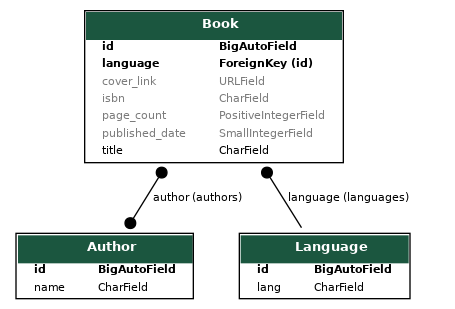 Book
id BigAutoField
language ForeignKey (id)
cover_link URLField
isbn CharField
page_count PositiveIntegerField
published_date SmallIntegerField
title CharField
author (authors) language (languages)
Author
id BigAutoField
name CharField
Language
id BigAutoField
lang CharField